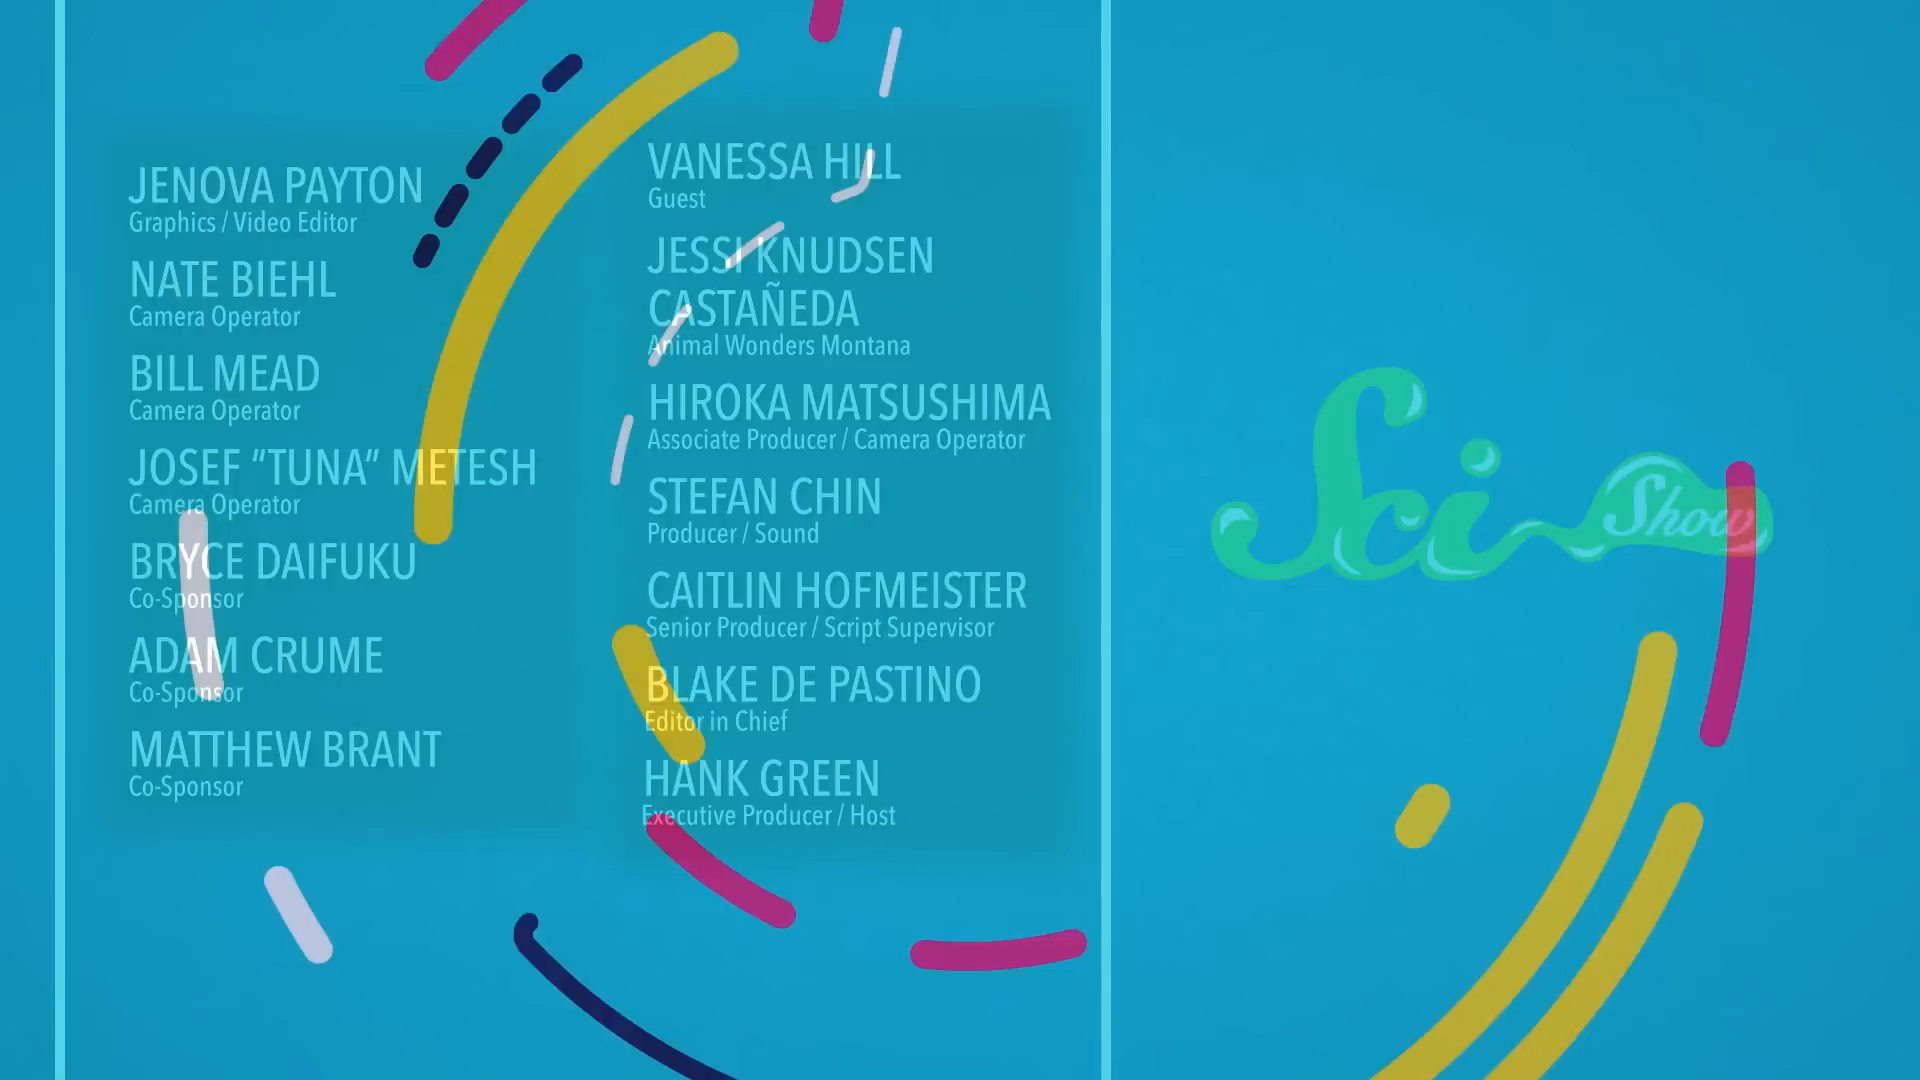 JENOVA PAYTON
Graphics / Video Editor
NATE BIEHL
Camera Operator
BILL MEAD
Camera Operator
JOSEF “TUNA” METESH
Camera Operator
BRYCE DAIFUKU
Co-Sponsor
ADAM CRUME
Co-Sponsor
MATTHEW BRANT
Co-Sponsor
VANESSA HILL
Guest
JESSI KNUDSEN
CASTAÑEDA
Animal Wonders Montana
HIROKA MATSUSHIMA
Associate Producer / Camera Operator
STEFAN CHIN
Producer / Sound
CAITLIN HOFMEISTER
Senior Producer / Script Supervisor
BLAKE DE PASTINO
Editor in Chief
HANK GREEN
Executive Producer / Host
Sci Show